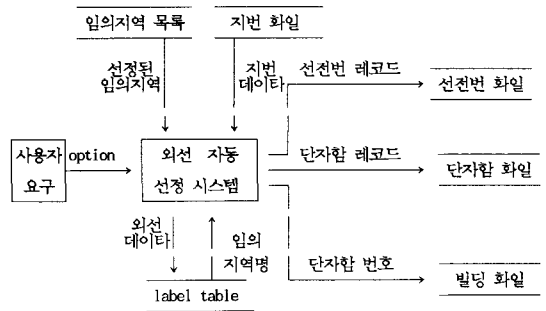 임의지역 목록
지번 화일
선정된
임의지역
지번
데이타
선전번 레코드
선전번 화일
사용자
요구
option
외선 자동
선정 시스템
단자함 레코드
단자함 화일
외선
데이타
임의
지역명
단자함 번호
빌딩 화일
label table